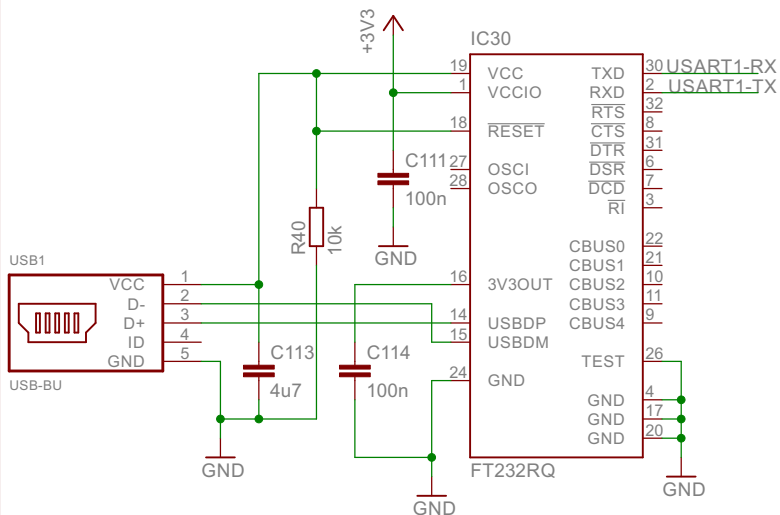 +3V3
IC30
19 VCC TXD 30 USART1-RX
1 VCCIO RXD 2 USART1-TX
RTS 32
18 RESET CTS 8
DTR 31
C111
100n
27 OSCI DSR 6
28 OSCO DCD 7
RI 3
R40
10k
GND
CBUS0 22
CBUS1 21
16 3V3OUT CBUS2 10
CBUS3 11
14 USBDP CBUS4 9
15 USBDM
USB1
VCC 1
D- 2
D+ 3
ID 4
GND 5
USB-BU
C113
4u7
C114
100n
TEST 26
24 GND
GND 4
GND 17
GND 20
FT232RQ
GND
GND
GND